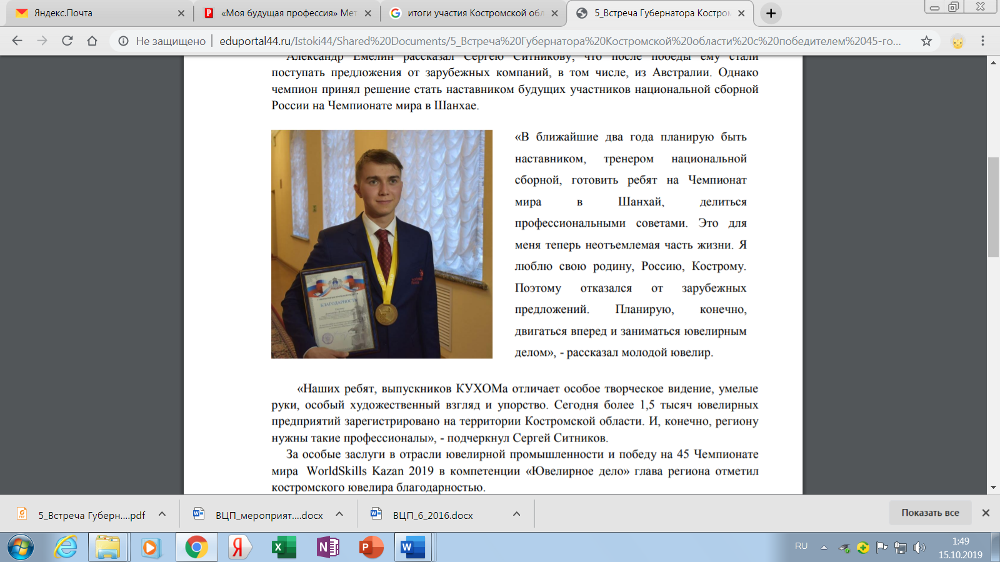 Яндекс.Почта
«Моя будущая профессия» Мет
итоги участия Костромской обл
5_Встреча Губернатора Костром
Не защищено | eduportal44.ru/Istoki44/Shared%20Documents/5_Встреча%20Губернатора%20Костромской%20области%20с%20победителем%2045-го...
Александр Емелин рассказал Сергею Ситникову, что после победы ему стали
поступать предложения от зарубежных компаний, в том числе, из Австралии. Однако
чемпион принял решение стать наставником будущих участников национальной сборной
России на Чемпионате мира в Шанхае.
БЛАГОДАРНОСТЬ
«В ближайшие два года планирую быть
наставником, тренером национальной
сборной, готовить ребят на Чемпионат
мира в Шанхай, делиться
профессиональными советами. Это для
меня теперь неотъемлемая часть жизни. Я
люблю свою родину, Россию, Кострому.
Поэтому отказался от зарубежных
предложений. Планирую, конечно,
двигаться вперед и заниматься ювелирным
делом», - рассказал молодой ювелир.
«Наших ребят, выпускников КУХОМа отличает особое творческое видение, умелые
руки, особый художественный взгляд и упорство. Сегодня более 1,5 тысяч ювелирных
предприятий зарегистрировано на территории Костромской области. И, конечно, региону
нужны такие профессионалы», - подчеркнул Сергей Ситников.
За особые заслуги в отрасли ювелирной промышленности и победу на 45 Чемпионате
мира WorldSkills Kazan 2019 в компетенции «Ювелирное дело» глава региона отметил
костромского ювелира благодарностью.
5_Встреча Губерн....pdf
ВЦП_мероприят....docx
ВЦП_6_2016.docx
Показать все
RU
1:49
15.10.2019